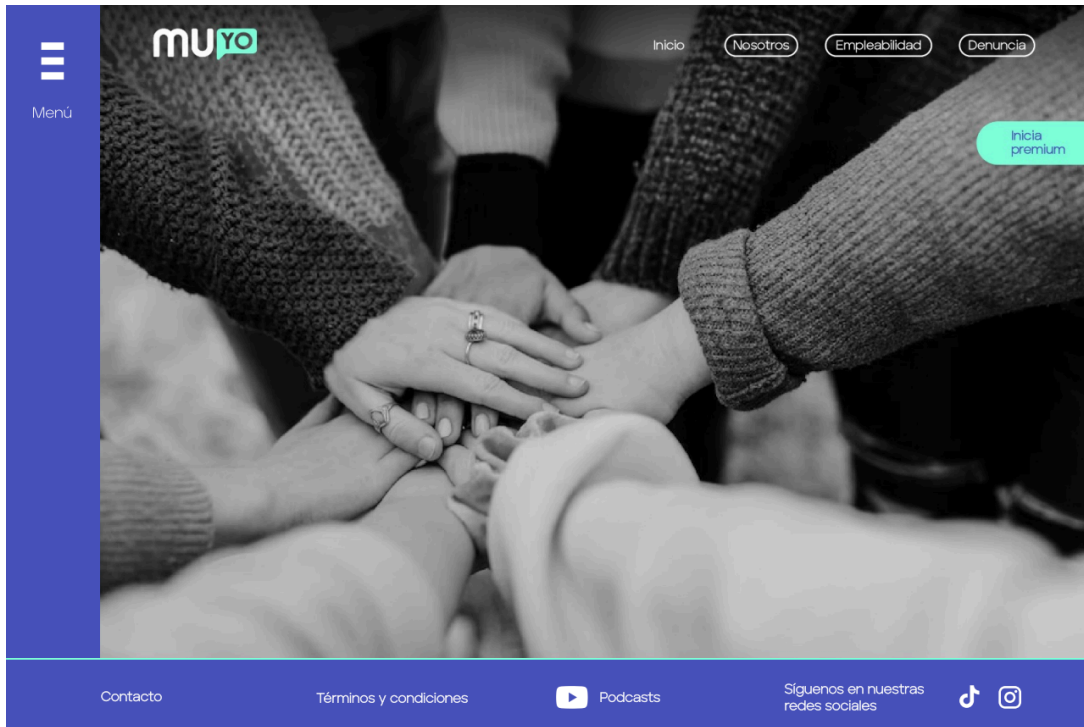 muYO
Inicio
Nosotros
Empleabilidad
Denuncia
Menú
Inicia
premium
Contacto
Términos y condiciones
Podcasts
Síguenos en nuestras
redes sociales